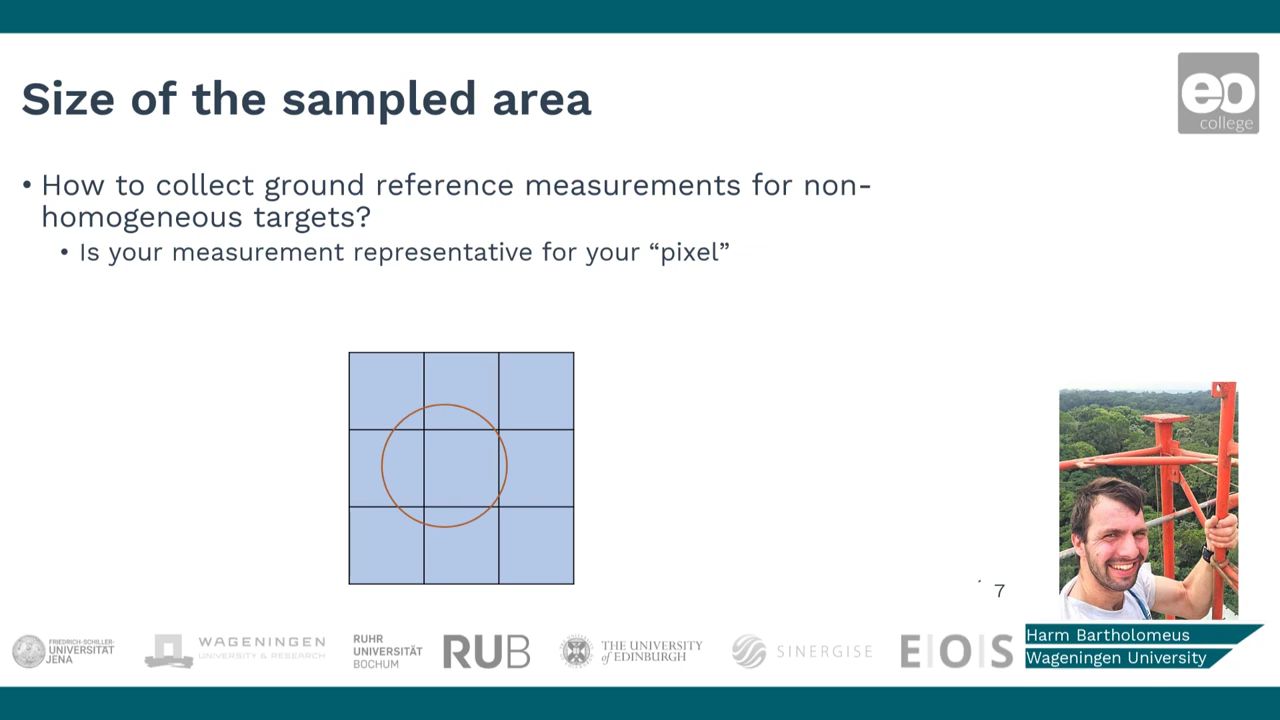 Size of the sampled area
eo
college
• How to collect ground reference measurements for non-
homogeneous targets?
• Is your measurement representative for your “pixel”
7
FRIEDRICH-SCHILLER-
UNIVERSITÄT
JENA
WAGENINGEN
UNIVERSITY & RESEARCH
RUHR
UNIVERSITÄT
BOCHUM
RUB
THE UNIVERSITY
of EDINBURGH
SINERGISE
E|O|S
Harm Bartholomeus
Wageningen University